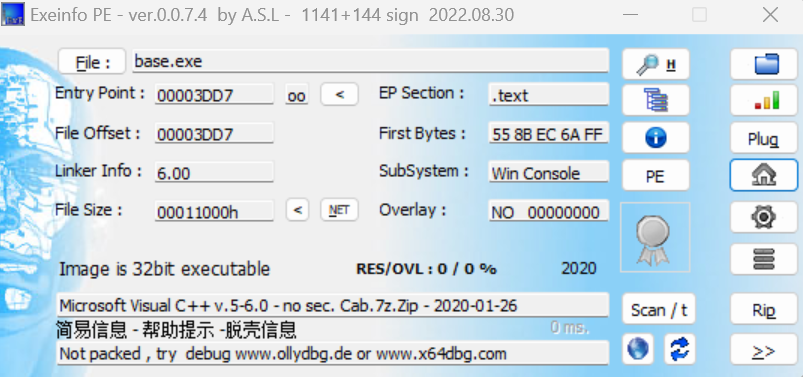 Exeinfo PE - ver.0.0.7.4 by A.S.L - 1141+144 sign 2022.08.30
File : base.exe H
Entry Point : 00003DD7 oo < EP Section : .text
File Offset : 00003DD7 First Bytes : 55 8B EC 6A FF Plug
Linker Info : 6.00 SubSystem : Win Console PE
File Size : 00011000h < NET Overlay : NO 00000000
Image is 32bit executable RES/OVL : 0 / 0 % 2020
Microsoft Visual C++ v.5-6.0 - no sec. Cab.7z.Zip - 2020-01-26 Scan / t Rip
简易信息 - 帮助提示 -脱壳信息 0 ms.
Not packed , try debug www.ollydbg.de or www.x64dbg.com >>